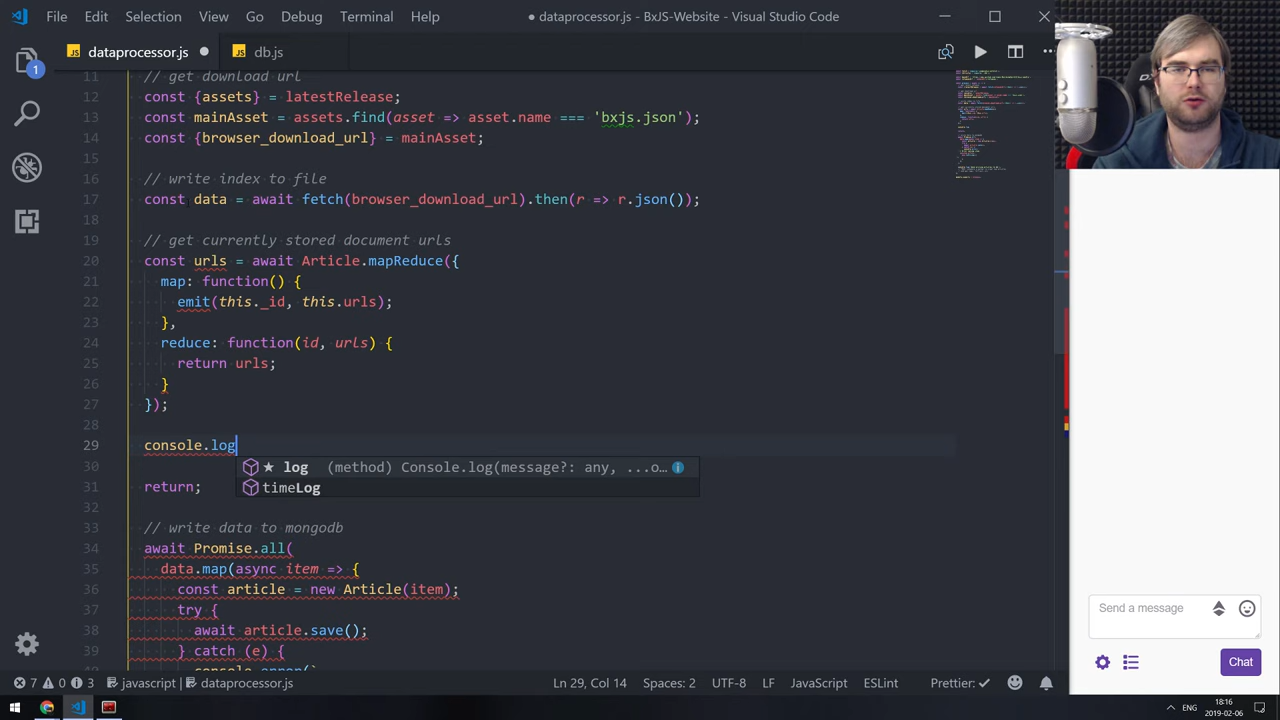 File Edit Selection View Go Debug Terminal Help ● dataprocessor.js - BxJS-Website - Visual Studio Code
JS dataprocessor.js ● JS db.js
1
11 // get download url
12 const {assets} = latestRelease;
13 const mainAsset = assets.find(asset => asset.name === 'bxjs.json');
14 const {browser_download_url} = mainAsset;
15
16 // write indexes file
17 const data = await fetch(browser_download_url).then(r => r.json());
18
19 // get currently stored document urls
20 const urls = await Article.mapReduce({
21 map: function() {
22 emit(this._id, this.urls);
23 },
24 reduce: function(id, urls) {
25 return urls;
26 }
27 });
28
29 console.log
★ log (method) Console.log(message?: any, ...o…
30
timeLog
31 return;
32
33 // write data to mongodb
34 await Promise.all(
35 data.map(async item => {
36 const article = new Article(item);
37 try {
38 await article.save();
39 } catch (e) {
console.error(`
Send a message
Chat
7 0 3 javascript | dataprocessor.js Ln 29, Col 14 Spaces: 2 UTF-8 LF JavaScript ESLint Prettier: ✓
ENG
18:16
2019-02-06